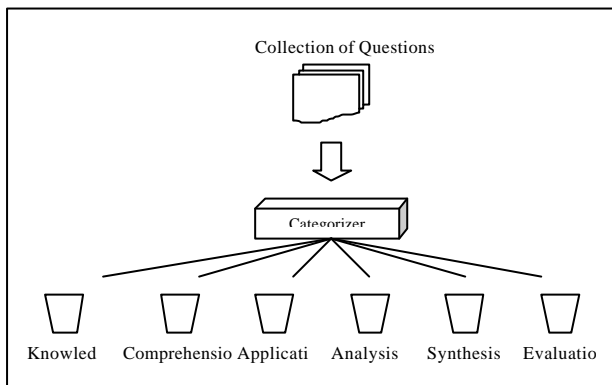 Collection of Questions
Categorizer
Knowled Comprehensio Applicati Analysis Synthesis Evaluatio